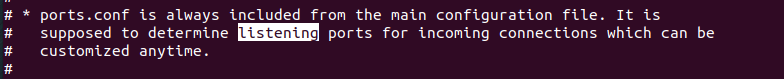 #
# * ports.conf is always included from the main configuration file. It is
#   supposed to determine listening ports for incoming connections which can be
#   customized anytime.
#